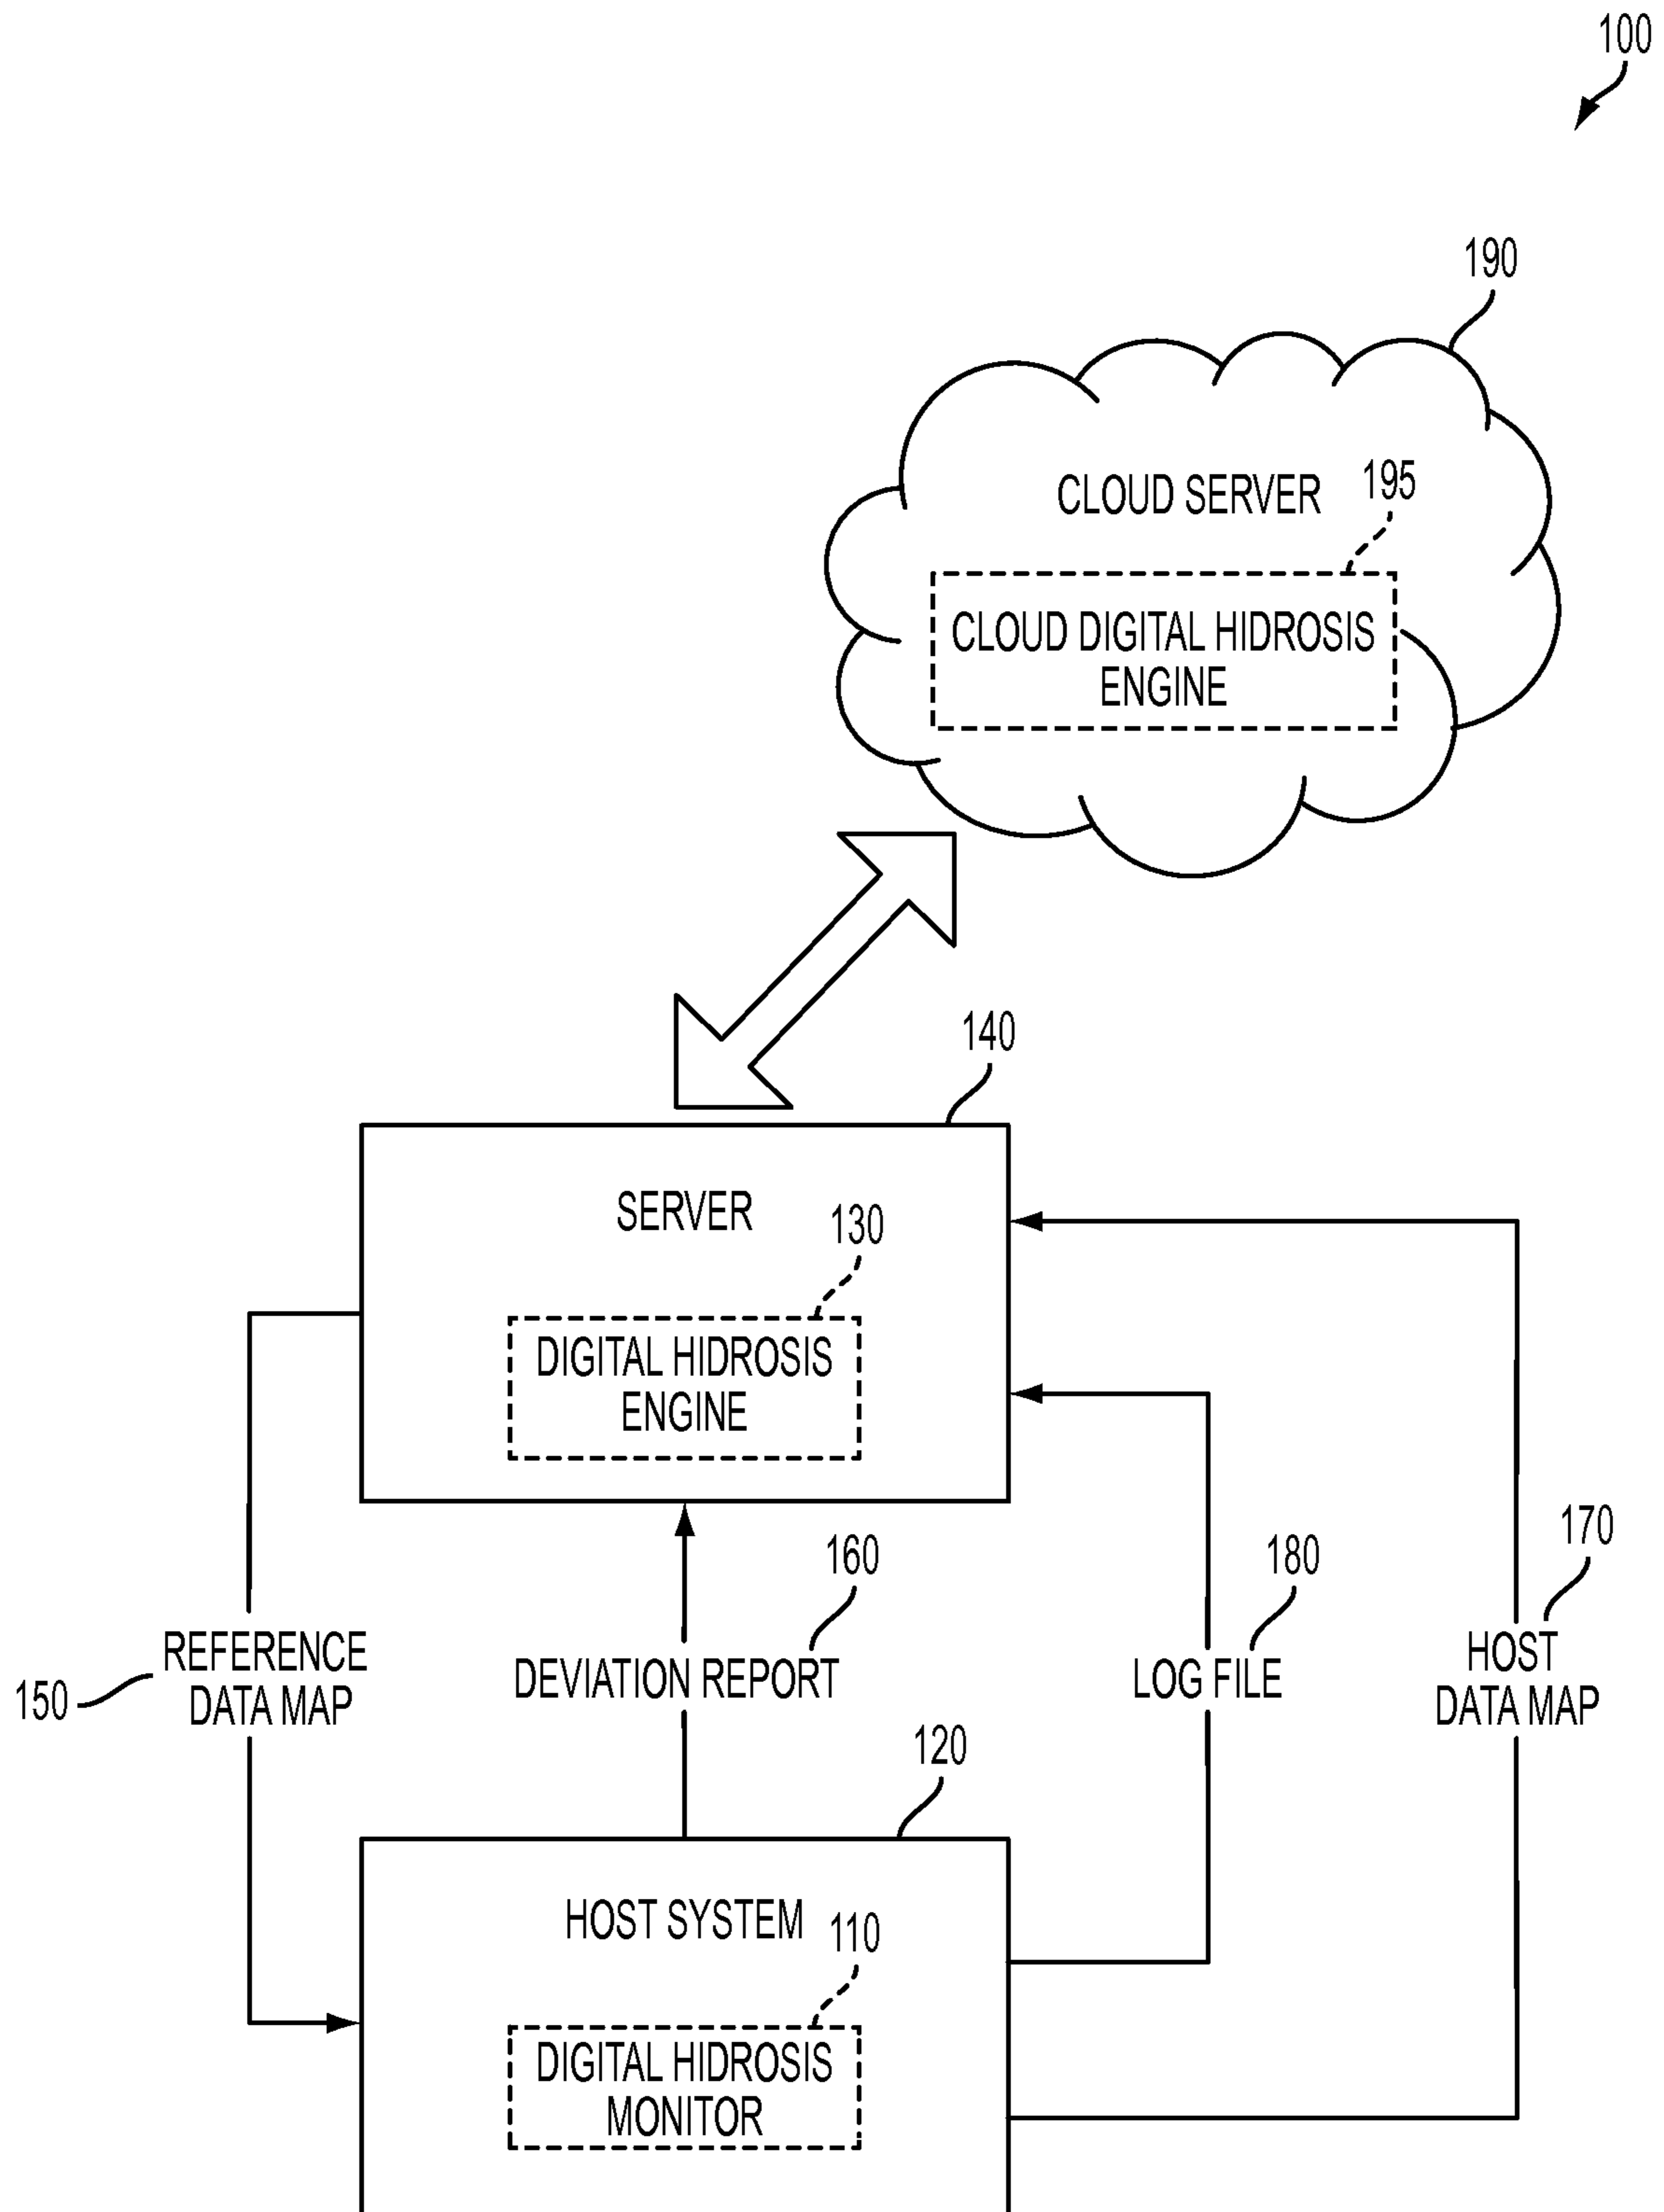 100
190
CLOUD SERVER
195
CLOUD DIGITAL HIDROSIS
ENGINE
140
SERVER
130
DIGITAL HIDROSIS
ENGINE
150
REFERENCE
DATA MAP
160
DEVIATION REPORT
180
LOG FILE
170
HOST
DATA MAP
120
HOST SYSTEM
110
DIGITAL HIDROSIS
MONITOR